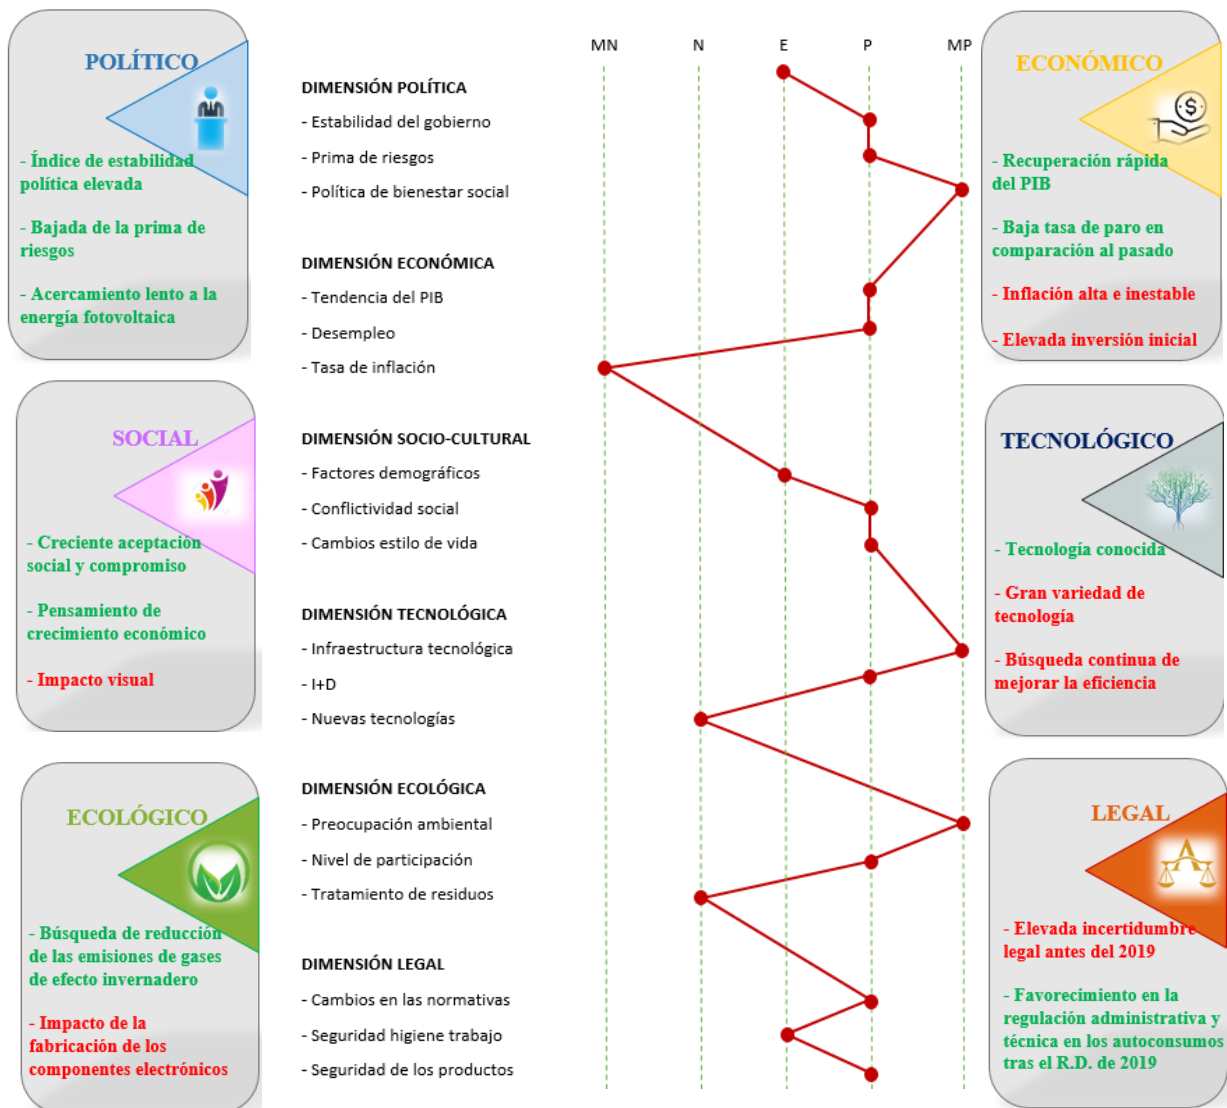 POLÍTICO
- Índice de estabilidad
política elevada
- Bajada de la prima de
riesgos
- Acercamiento lento a la
energía fotovoltaica
SOCIAL
- Creciente aceptación
social y compromiso
- Pensamiento de
crecimiento económico
- Impacto visual
ECOLÓGICO
- Búsqueda de reducción
de las emisiones de gases
de efecto invernadero
- Impacto de la
fabricación de los
componentes electrónicos
MN N E P MP
DIMENSIÓN POLÍTICA
- Estabilidad del gobierno
- Prima de riesgos
- Política de bienestar social
DIMENSIÓN ECONÓMICA
- Tendencia del PIB
- Desempleo
- Tasa de inflación
DIMENSIÓN SOCIO-CULTURAL
- Factores demográficos
- Conflictividad social
- Cambios estilo de vida
DIMENSIÓN TECNOLÓGICA
- Infraestructura tecnológica
- I+D
- Nuevas tecnologías
DIMENSIÓN ECOLÓGICA
- Preocupación ambiental
- Nivel de participación
- Tratamiento de residuos
DIMENSIÓN LEGAL
- Cambios en las normativas
- Seguridad higiene trabajo
- Seguridad de los productos
ECONÓMICO
$
- Recuperación rápida
del PIB
- Baja tasa de paro en
comparación al pasado
- Inflación alta e inestable
- Elevada inversión inicial
TECNOLÓGICO
- Tecnología conocida
- Gran variedad de
tecnología
- Búsqueda continua de
mejorar la eficiencia
LEGAL
- Elevada incertidumbre
legal antes del 2019
- Favorecimiento en la
regulación administrativa y
técnica en los autoconsumos
tras el R.D. de 2019